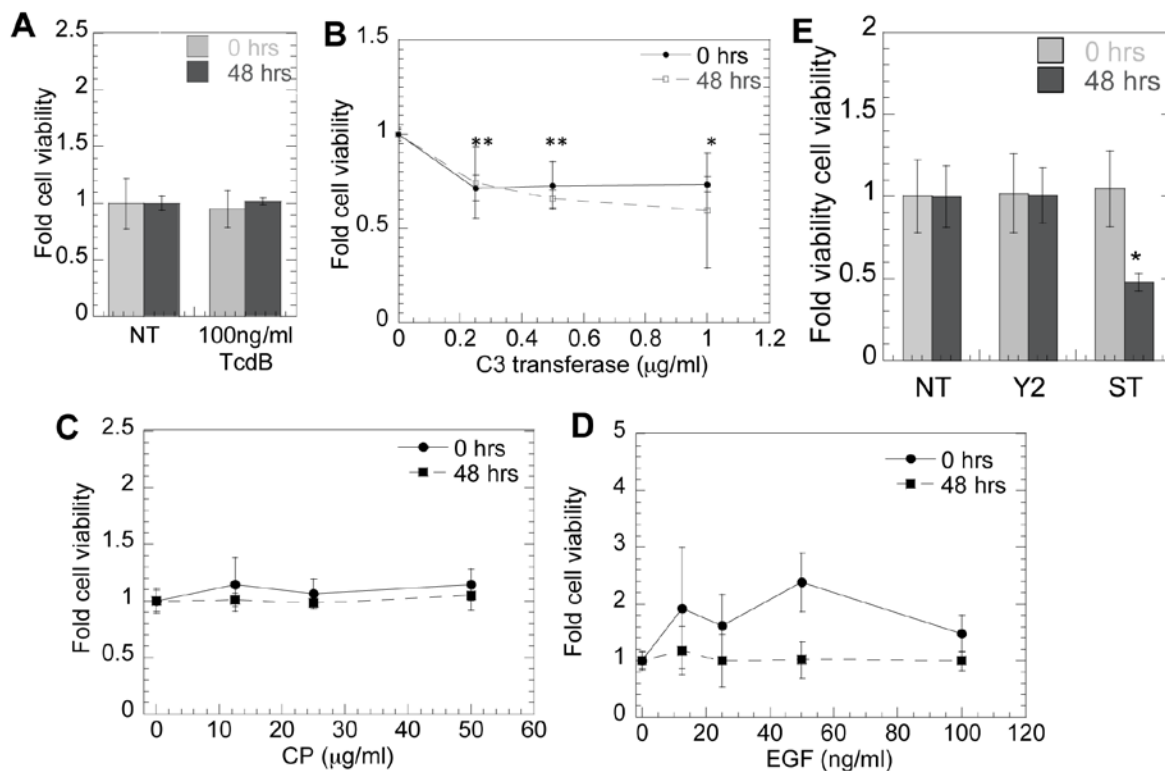 A
2.5
2
1.5
1
0.5
0
Fold cell viability
0 hrs
48 hrs
NT
100ng/ml
TcdB
B
1.5
1
0.5
0
Fold cell viability
0 hrs
48 hrs
** ** *
0 0.2 0.4 0.6 0.8 1 1.2
C3 transferase (μg/ml)
E
2
1.5
1
0.5
0
Fold viability cell viability
0 hrs
48 hrs
*
NT Y2 ST
C
2.5
2
1.5
1
0.5
0
Fold cell viability
0 hrs
48 hrs
0 10 20 30 40 50 60
CP (μg/ml)
D
5
4
3
2
1
0
Fold cell viability
0 hrs
48 hrs
0 20 40 60 80 100 120
EGF (ng/ml)